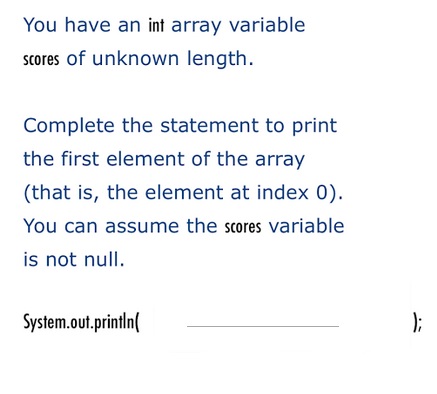 You have an int array variable
scores of unknown length.
Complete the statement to print
the first element of the array
(that is, the element at index 0).
You can assume the scores variable
is not null.
System.out.println( );